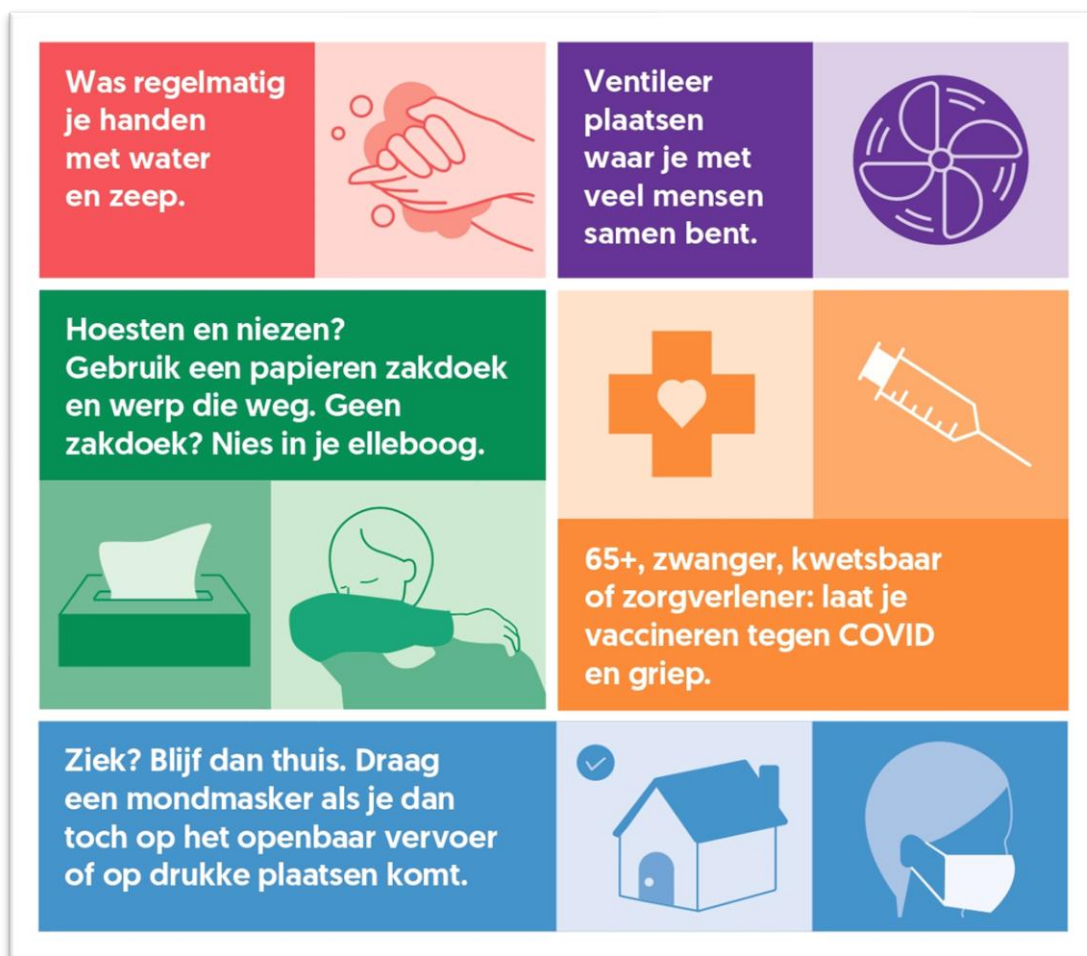 Was regelmatig
je handen
met water
en zeep.
Ventileer
plaatsen
waar je met
veel mensen
samen bent.
Hoesten en niezen?
Gebruik een papieren zakdoek
en werp die weg. Geen
zakdoek? Nies in je elleboog.
65+, zwanger, kwetsbaar
of zorgverlener: laat je
vaccineren tegen COVID
en griep.
Ziek? Blijf dan thuis. Draag
een mondmasker als je dan
toch op het openbaar vervoer
of op drukke plaatsen komt.